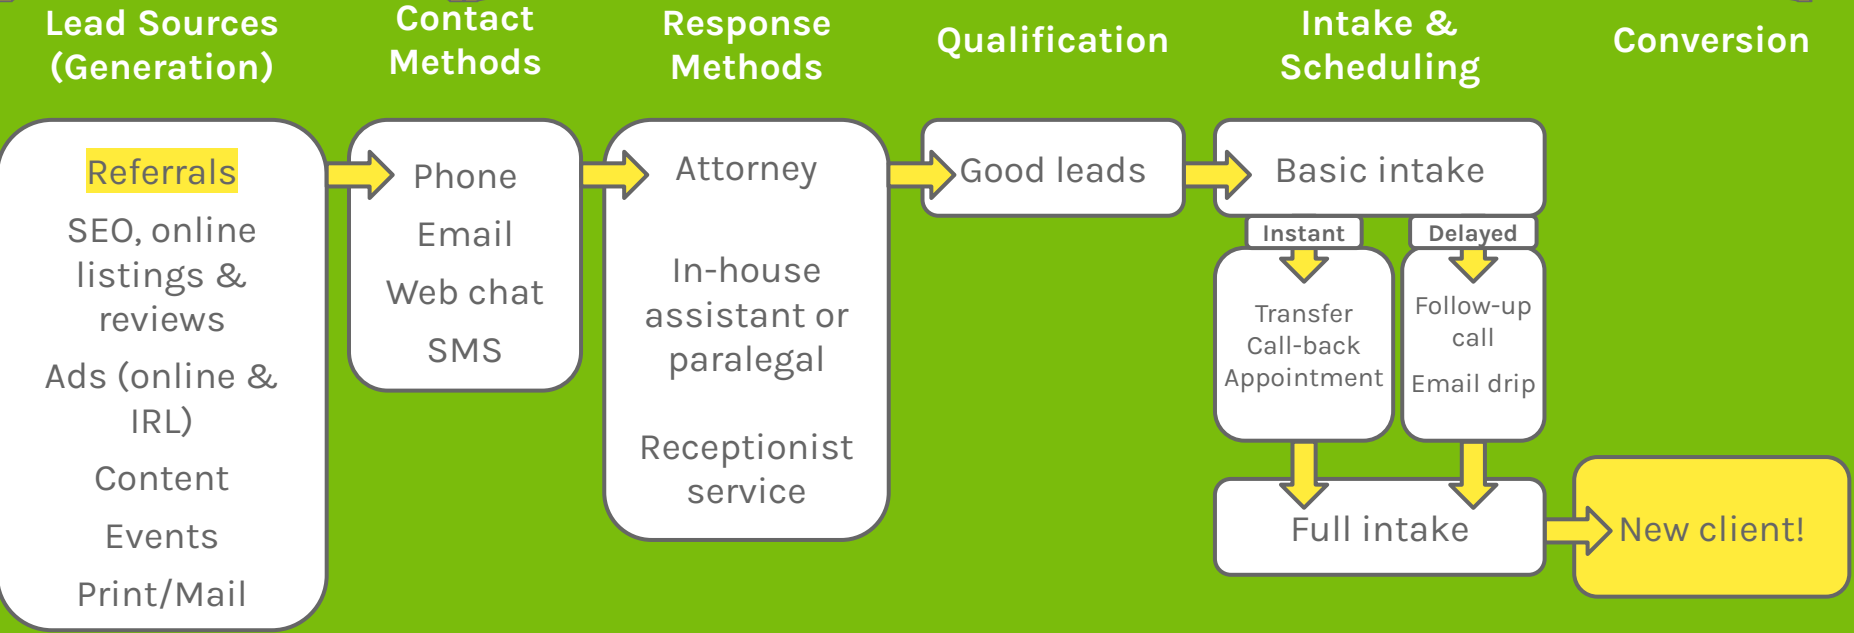 Lead Sources
(Generation)
Contact
Methods
Response
Methods
Qualification
Intake &
Scheduling
Conversion
Referrals
SEO, online
listings &
reviews
Ads (online &
IRL)
Content
Events
Print/Mail
Phone
Email
Web chat
SMS
Attorney
In-house
assistant or
paralegal
Receptionist
service
Good leads
Basic intake
Instant
Transfer
Call-back
Appointment
Delayed
Follow-up
call
Email drip
Full intake
New client!